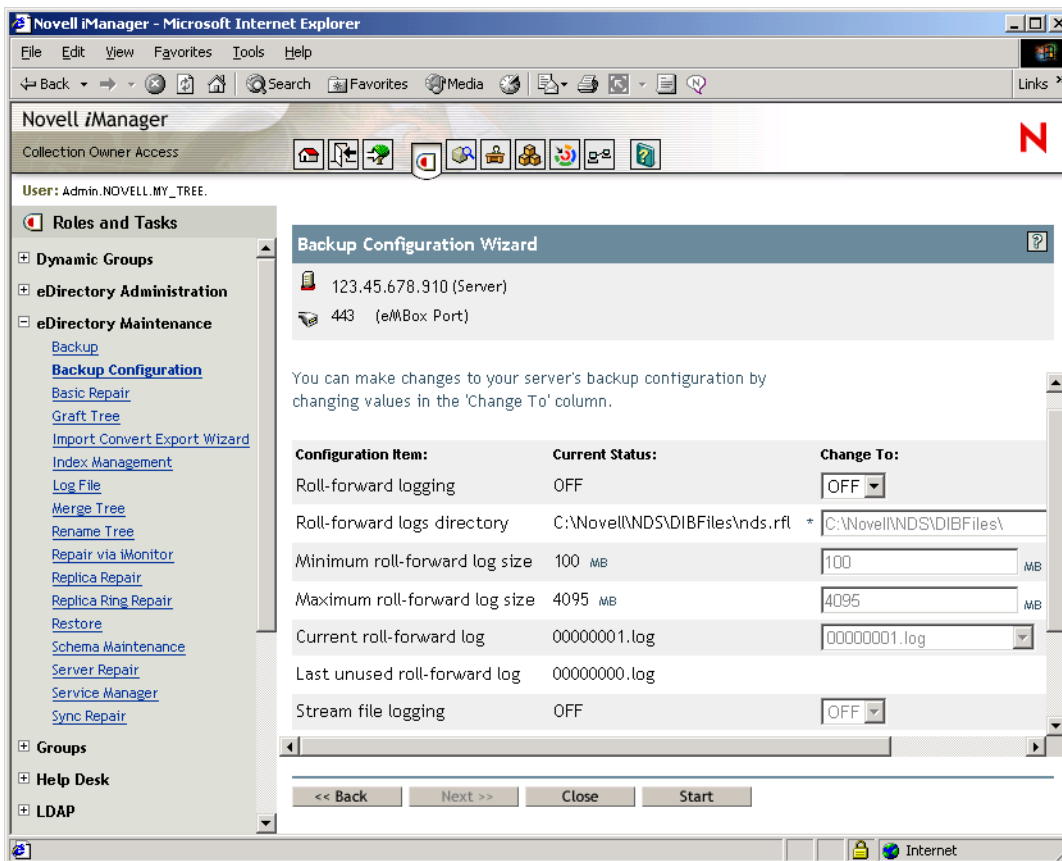 Novell iManager - Microsoft Internet Explorer
File Edit View Favorites Tools Help
Back Search Favorites Media Links
Novell iManager
Collection Owner Access
N
User: Admin.NOVELL.MY_TREE.
Roles and Tasks
Dynamic Groups
eDirectory Administration
eDirectory Maintenance
Backup
Backup Configuration
Basic Repair
Graft Tree
Import Convert Export Wizard
Index Management
Log File
Merge Tree
Rename Tree
Repair via iMonitor
Replica Repair
Replica Ring Repair
Restore
Schema Maintenance
Server Repair
Service Manager
Sync Repair
Groups
Help Desk
LDAP
Backup Configuration Wizard ?
123.45.678.910 (Server)
443 (eMBox Port)
You can make changes to your server's backup configuration by
changing values in the 'Change To' column.
Configuration Item: Current Status: Change To:
Roll-forward logging OFF OFF
Roll-forward logs directory C:\Novell\NDS\DIBFiles\nds.rfl * C:\Novell\NDS\DIBFiles\
Minimum roll-forward log size 100 MB 100 MB
Maximum roll-forward log size 4095 MB 4095 MB
Current roll-forward log 00000001.log 00000001.log
Last unused roll-forward log 00000000.log
Stream file logging OFF OFF
<< Back Next >> Close Start
Internet